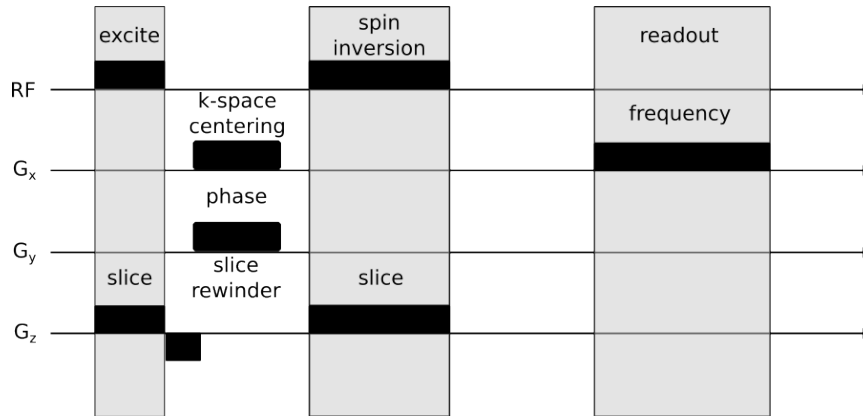 excite
spin
inversion
readout
RF
k-space
centering
frequency
Gx
phase
Gy
slice
slice
rewinder
slice
Gz